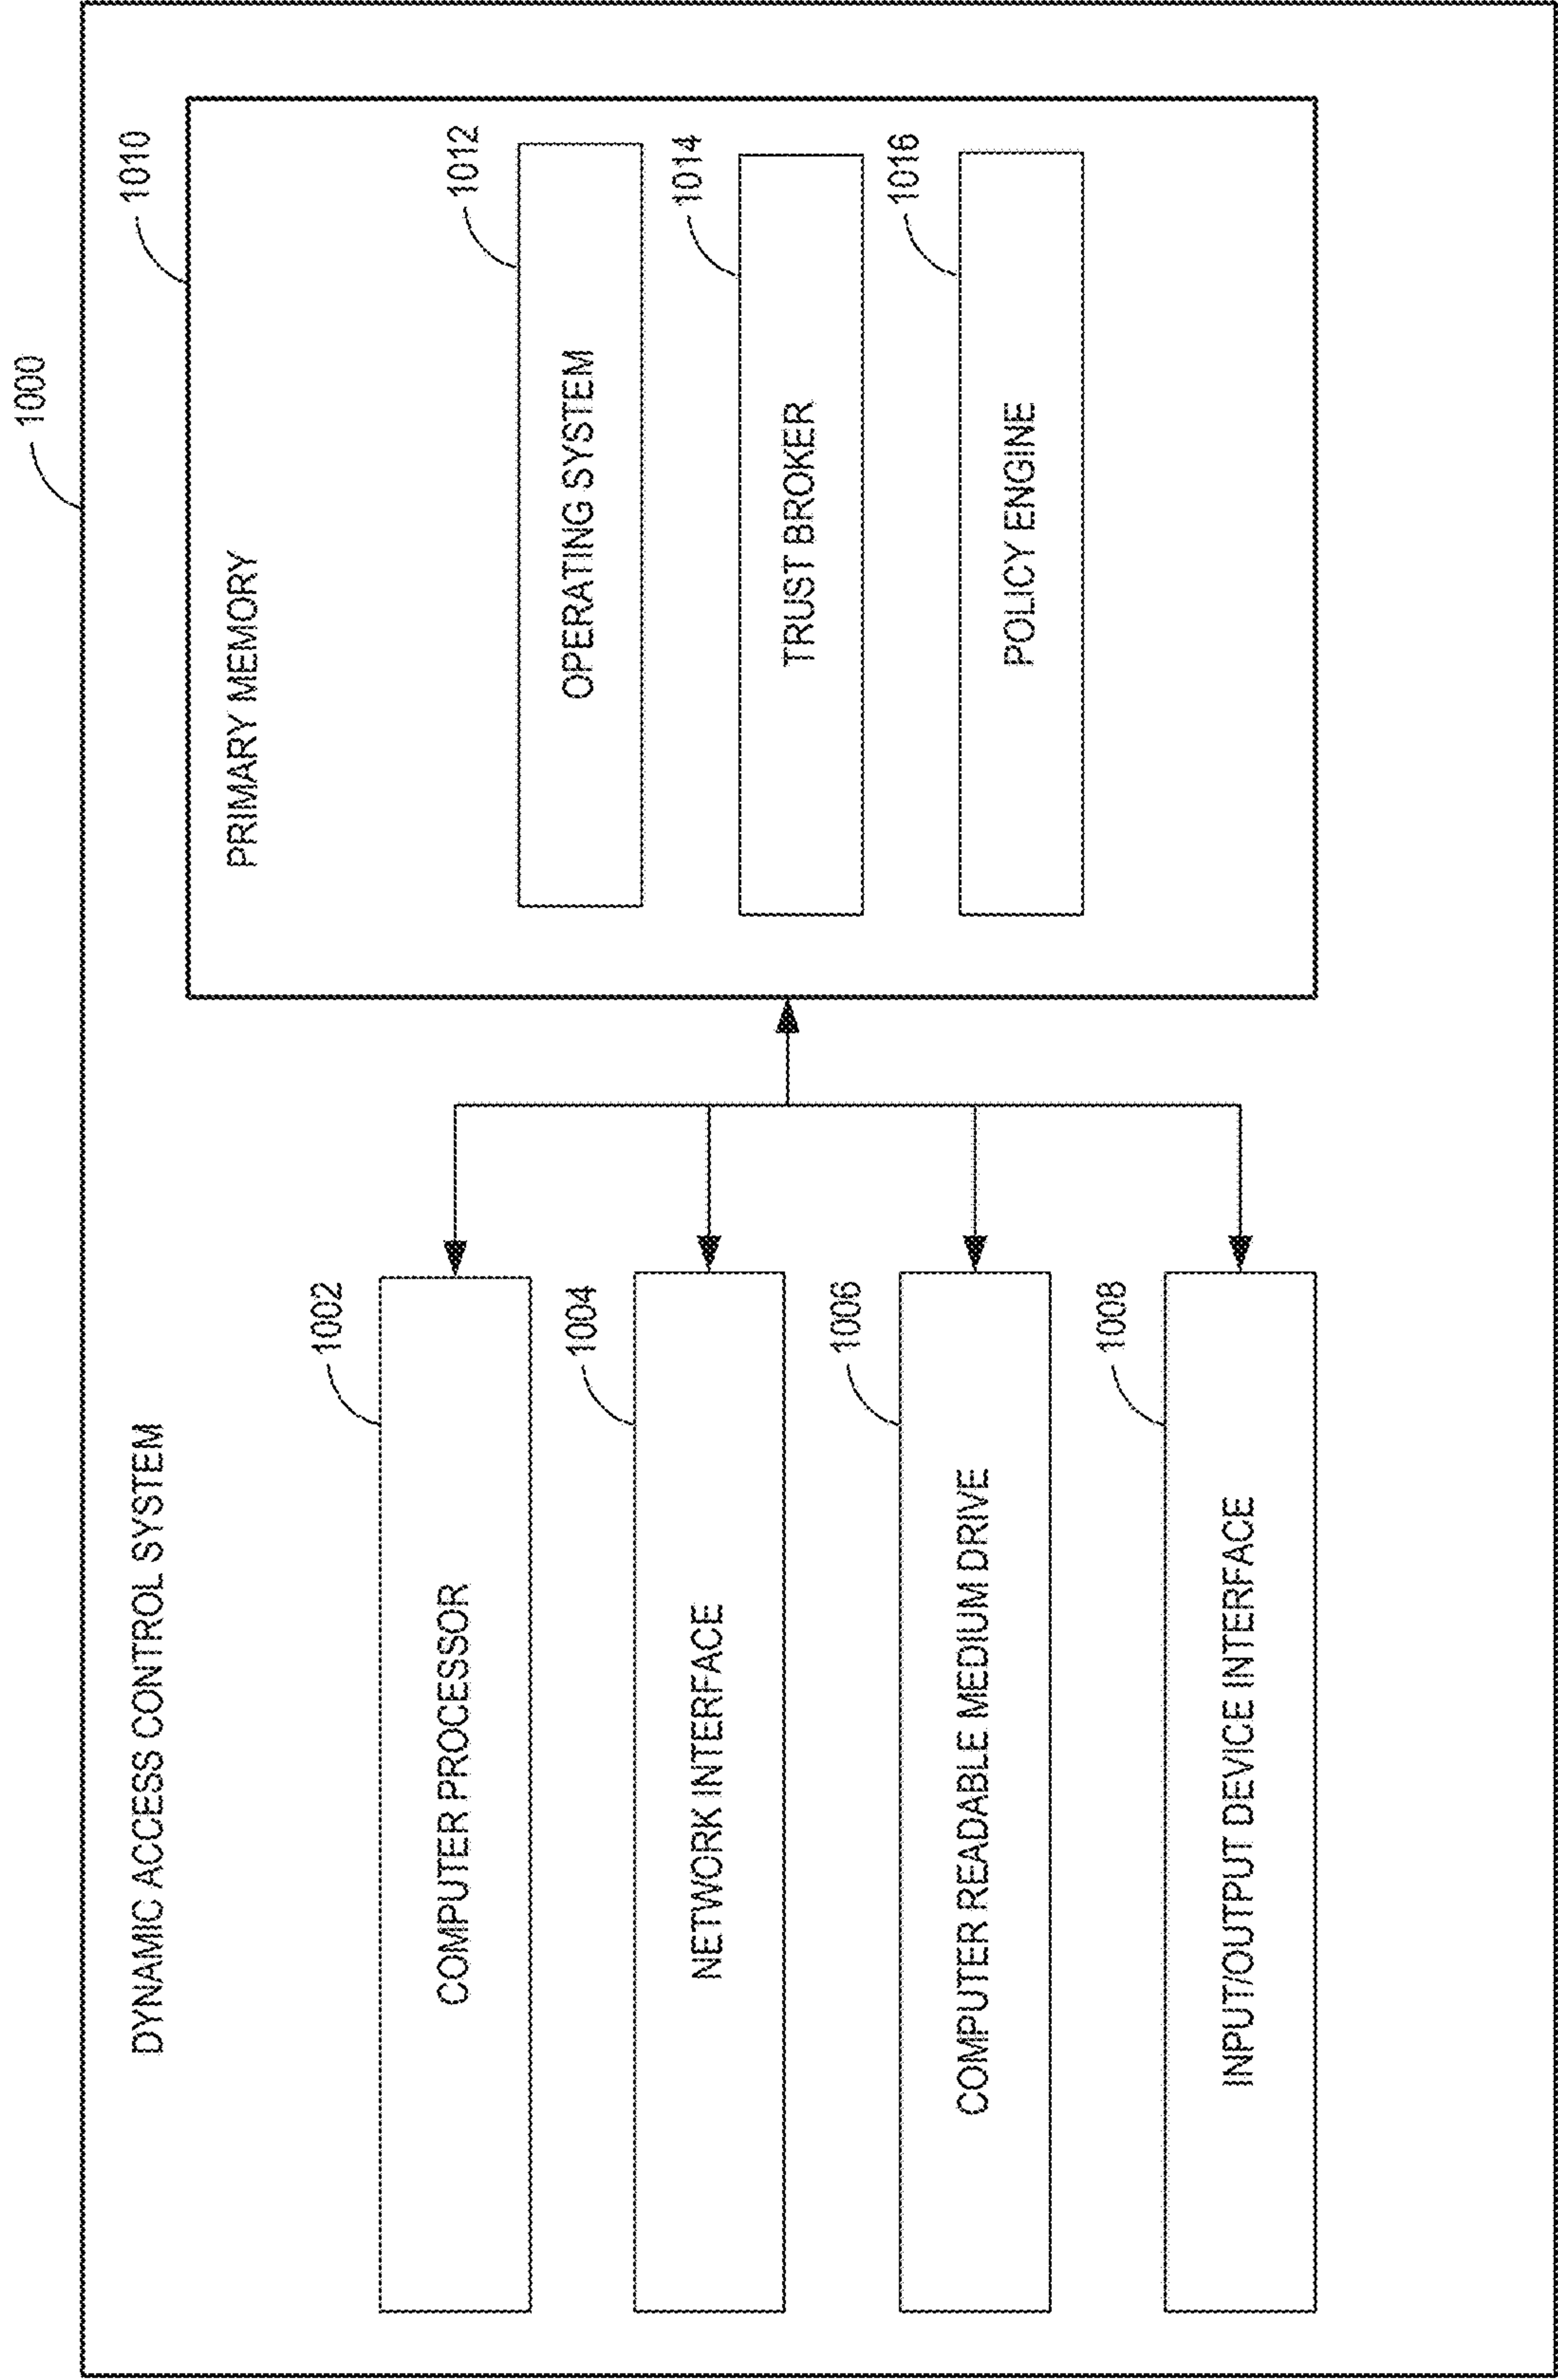 1000
DYNAMIC ACCESS CONTROL SYSTEM
1010
PRIMARY MEMORY
1002
COMPUTER PROCESSOR
1012
OPERATING SYSTEM
1004
NETWORK INTERFACE
1014
TRUST BROKER
1006
COMPUTER READABLE MEDIUM DRIVE
1016
POLICY ENGINE
1008
INPUT/OUTPUT DEVICE INTERFACE